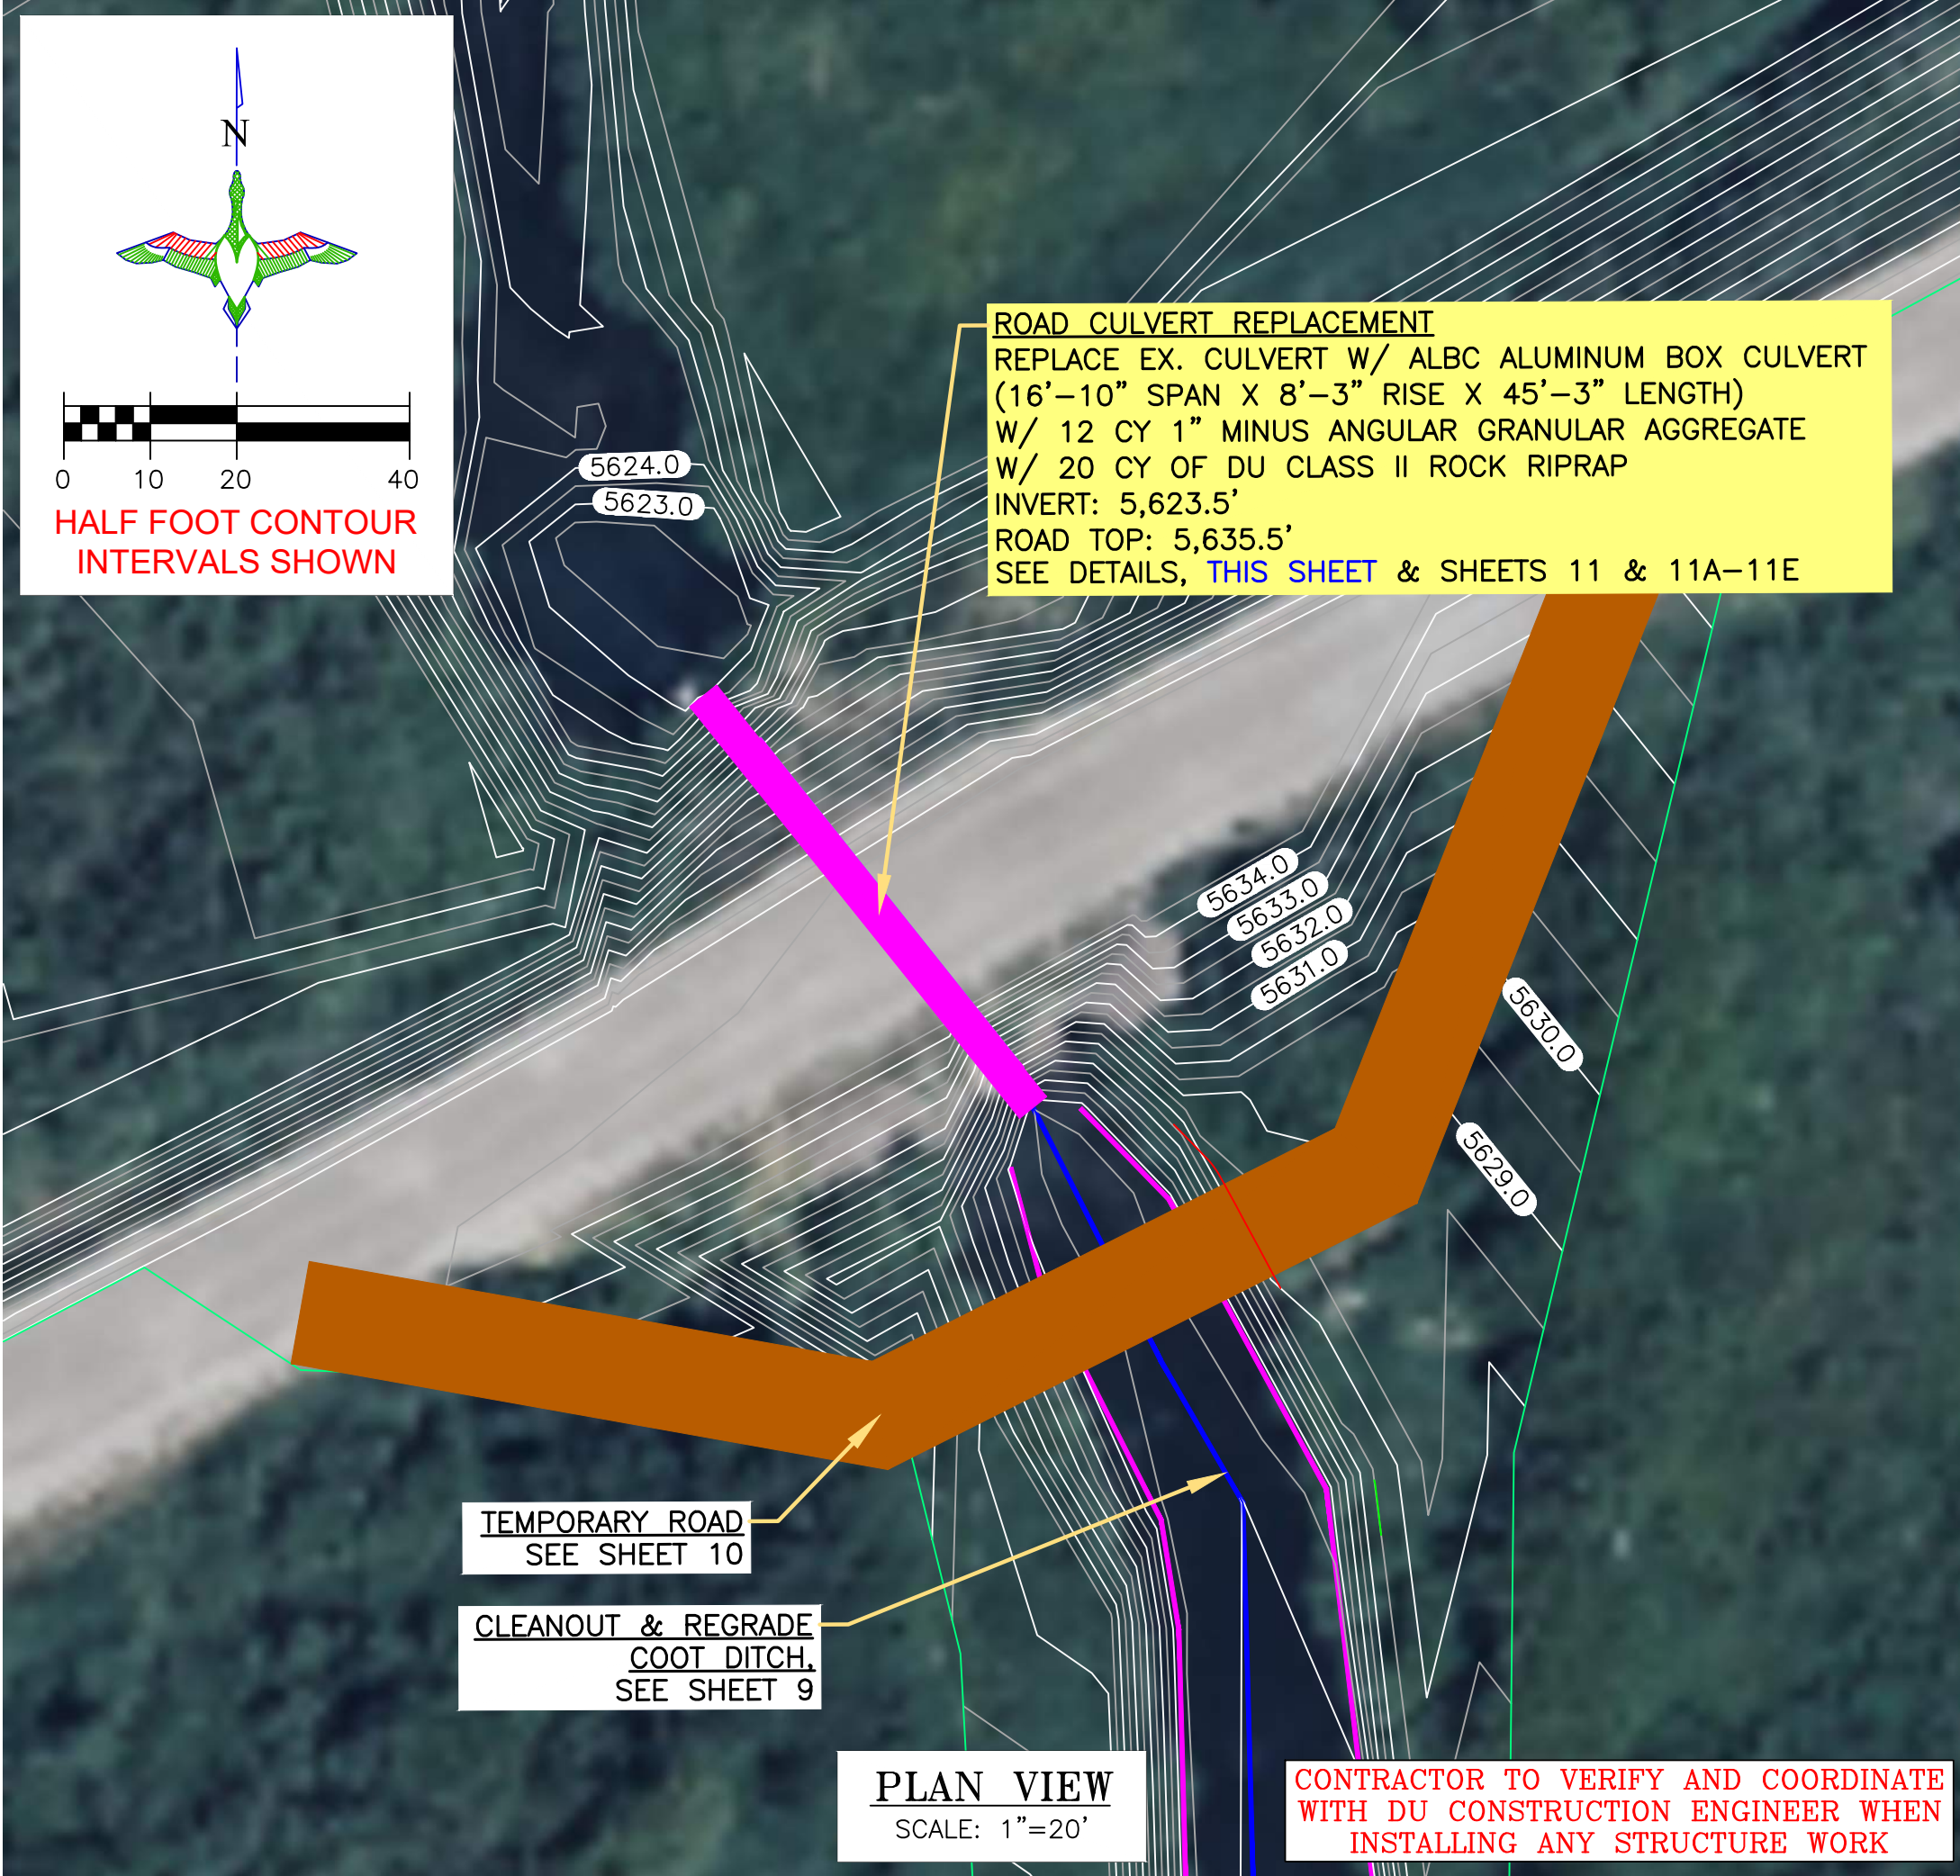 N
0 10 20 40
HALF FOOT CONTOUR
INTERVALS SHOWN
ROAD CULVERT REPLACEMENT
REPLACE EX. CULVERT W/ ALBC ALUMINUM BOX CULVERT
(16'-10" SPAN X 8'-3" RISE X 45'-3" LENGTH)
W/ 12 CY 1" MINUS ANGULAR GRANULAR AGGREGATE
W/ 20 CY OF DU CLASS II ROCK RIPRAP
INVERT: 5,623.5'
ROAD TOP: 5,635.5'
SEE DETAILS, THIS SHEET & SHEETS 11 & 11A-11E
5624.0
5623.0
5634.0
5633.0
5632.0
5631.0
5630.0
5629.0
TEMPORARY ROAD
SEE SHEET 10
CLEANOUT & REGRADE
COOT DITCH,
SEE SHEET 9
PLAN VIEW
SCALE: 1"=20'
CONTRACTOR TO VERIFY AND COORDINATE
WITH DU CONSTRUCTION ENGINEER WHEN
INSTALLING ANY STRUCTURE WORK